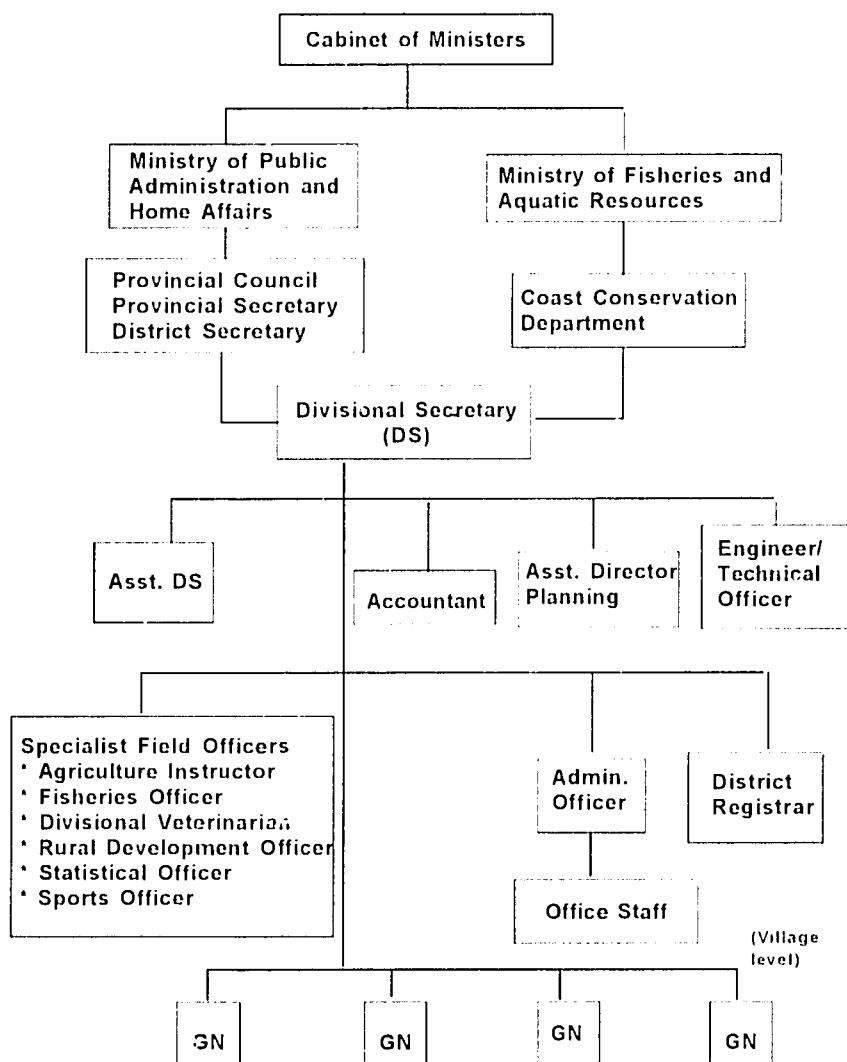 Cabinet of Ministers
Ministry of Public
Administration and
Home Affairs
Ministry of Fisheries and
Aquatic Resources
Provincial Council
Provincial Secretary
District Secretary
Coast Conservation
Department
Divisional Secretary
(DS)
Asst. DS
Accountant
Asst. Director
Planning
Engineer/
Technical
Officer
Specialist Field Officers
* Agriculture Instructor
* Fisheries Officer
* Divisional Veterinarian
* Rural Development Officer
* Statistical Officer
* Sports Officer
Admin.
Officer
District
Registrar
Office Staff
(Village
level)
GN
GN
GN
GN